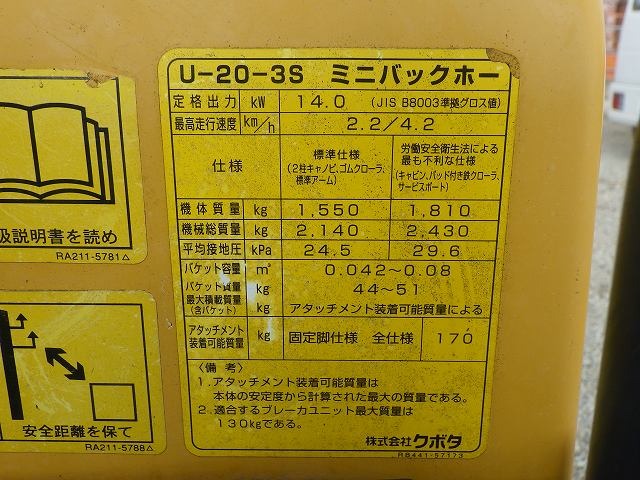 U-20-3S ミニバックホー
定格出力 kW 14.0 (JIS B8003準拠グロス値)
最高走行速度 km/h 2.2/4.2
仕様
標準仕様
(2柱キャノピ、ゴムクローラ、
標準アーム)
労働安全衛生法による
最も不利な仕様
(キャビン、パッド付き鉄クローラ、
サービスポート)
機体質量 kg 1,550 1,810
機械総質量 kg 2,140 2,430
平均接地圧 kPa 24.5 29.6
バケット容量 m³ 0.042~0.08
バケット質量 kg 44~51
最大積載質量
(含バケット) kg アタッチメント装着可能質量による
アタッチメント
装着可能質量 kg 固定脚仕様 全仕様 170
〈備 考〉
1.アタッチメント装着可能質量は
本体の安定度から計算された最大の質量である。
2.適合するブレーカユニット最大質量は
130kgである。
株式会社クボタ
RB441-57173
扱説明書を読め
RA211-5781△
安全距離を保て
RA211-5788△